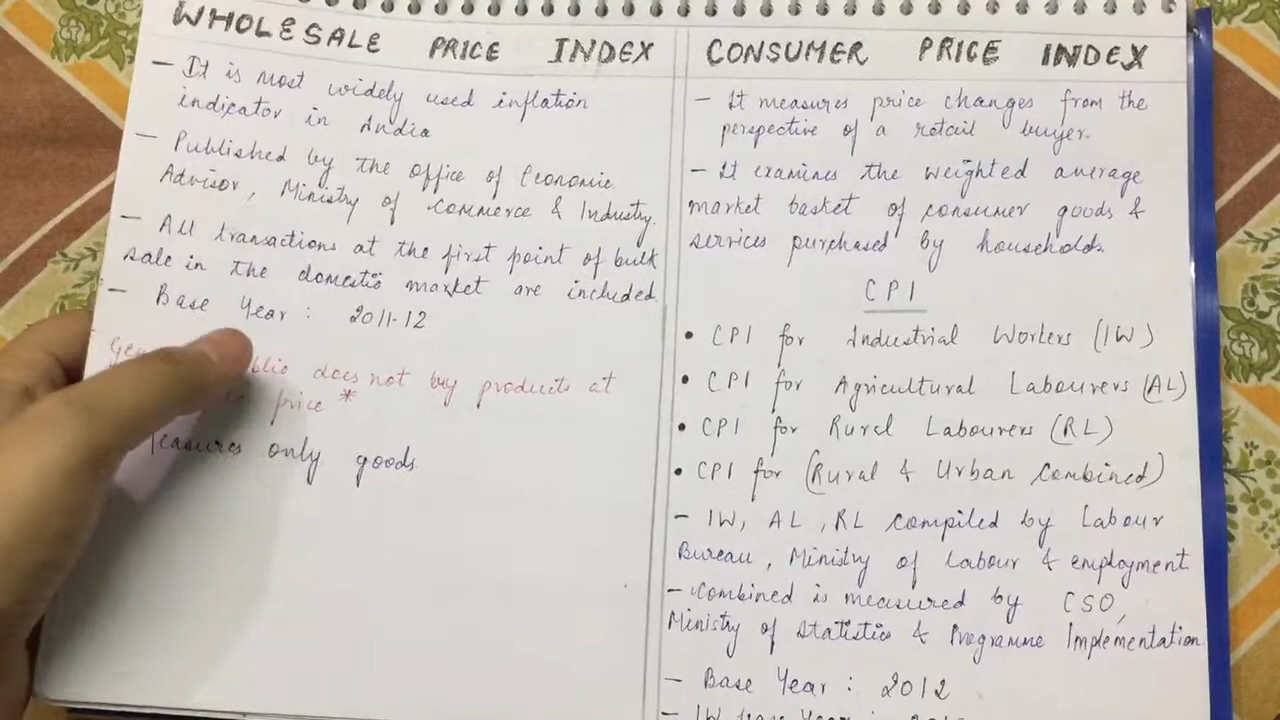 WHOLESALE PRICE INDEX
- It is most widely used inflation
indicator in India
- Published by the office of Economic
Advisor, Ministry of Commerce & Industry.
- All transactions at the first point of bulk
sale in the domestic market are included.
- Base Year : 2011-12
does not buy products at
price *
only goods.
CONSUMER PRICE INDEX
- It measures price changes from the
perspective of a retail buyer.
- It examines the weighted average
market basket of consumer goods &
services purchased by households.
CPI
• CPI for Industrial Workers (IW)
• CPI for Agricultural Labourers (AL)
• CPI for Rural Labourers (RL)
• CPI for (Rural & Urban Combined)
- IW, AL, RL compiled by Labour
Bureau, Ministry of Labour & employment
- Combined is measured by CSO,
Ministry of Statistics & Programme Implementation
- Base Year : 2012